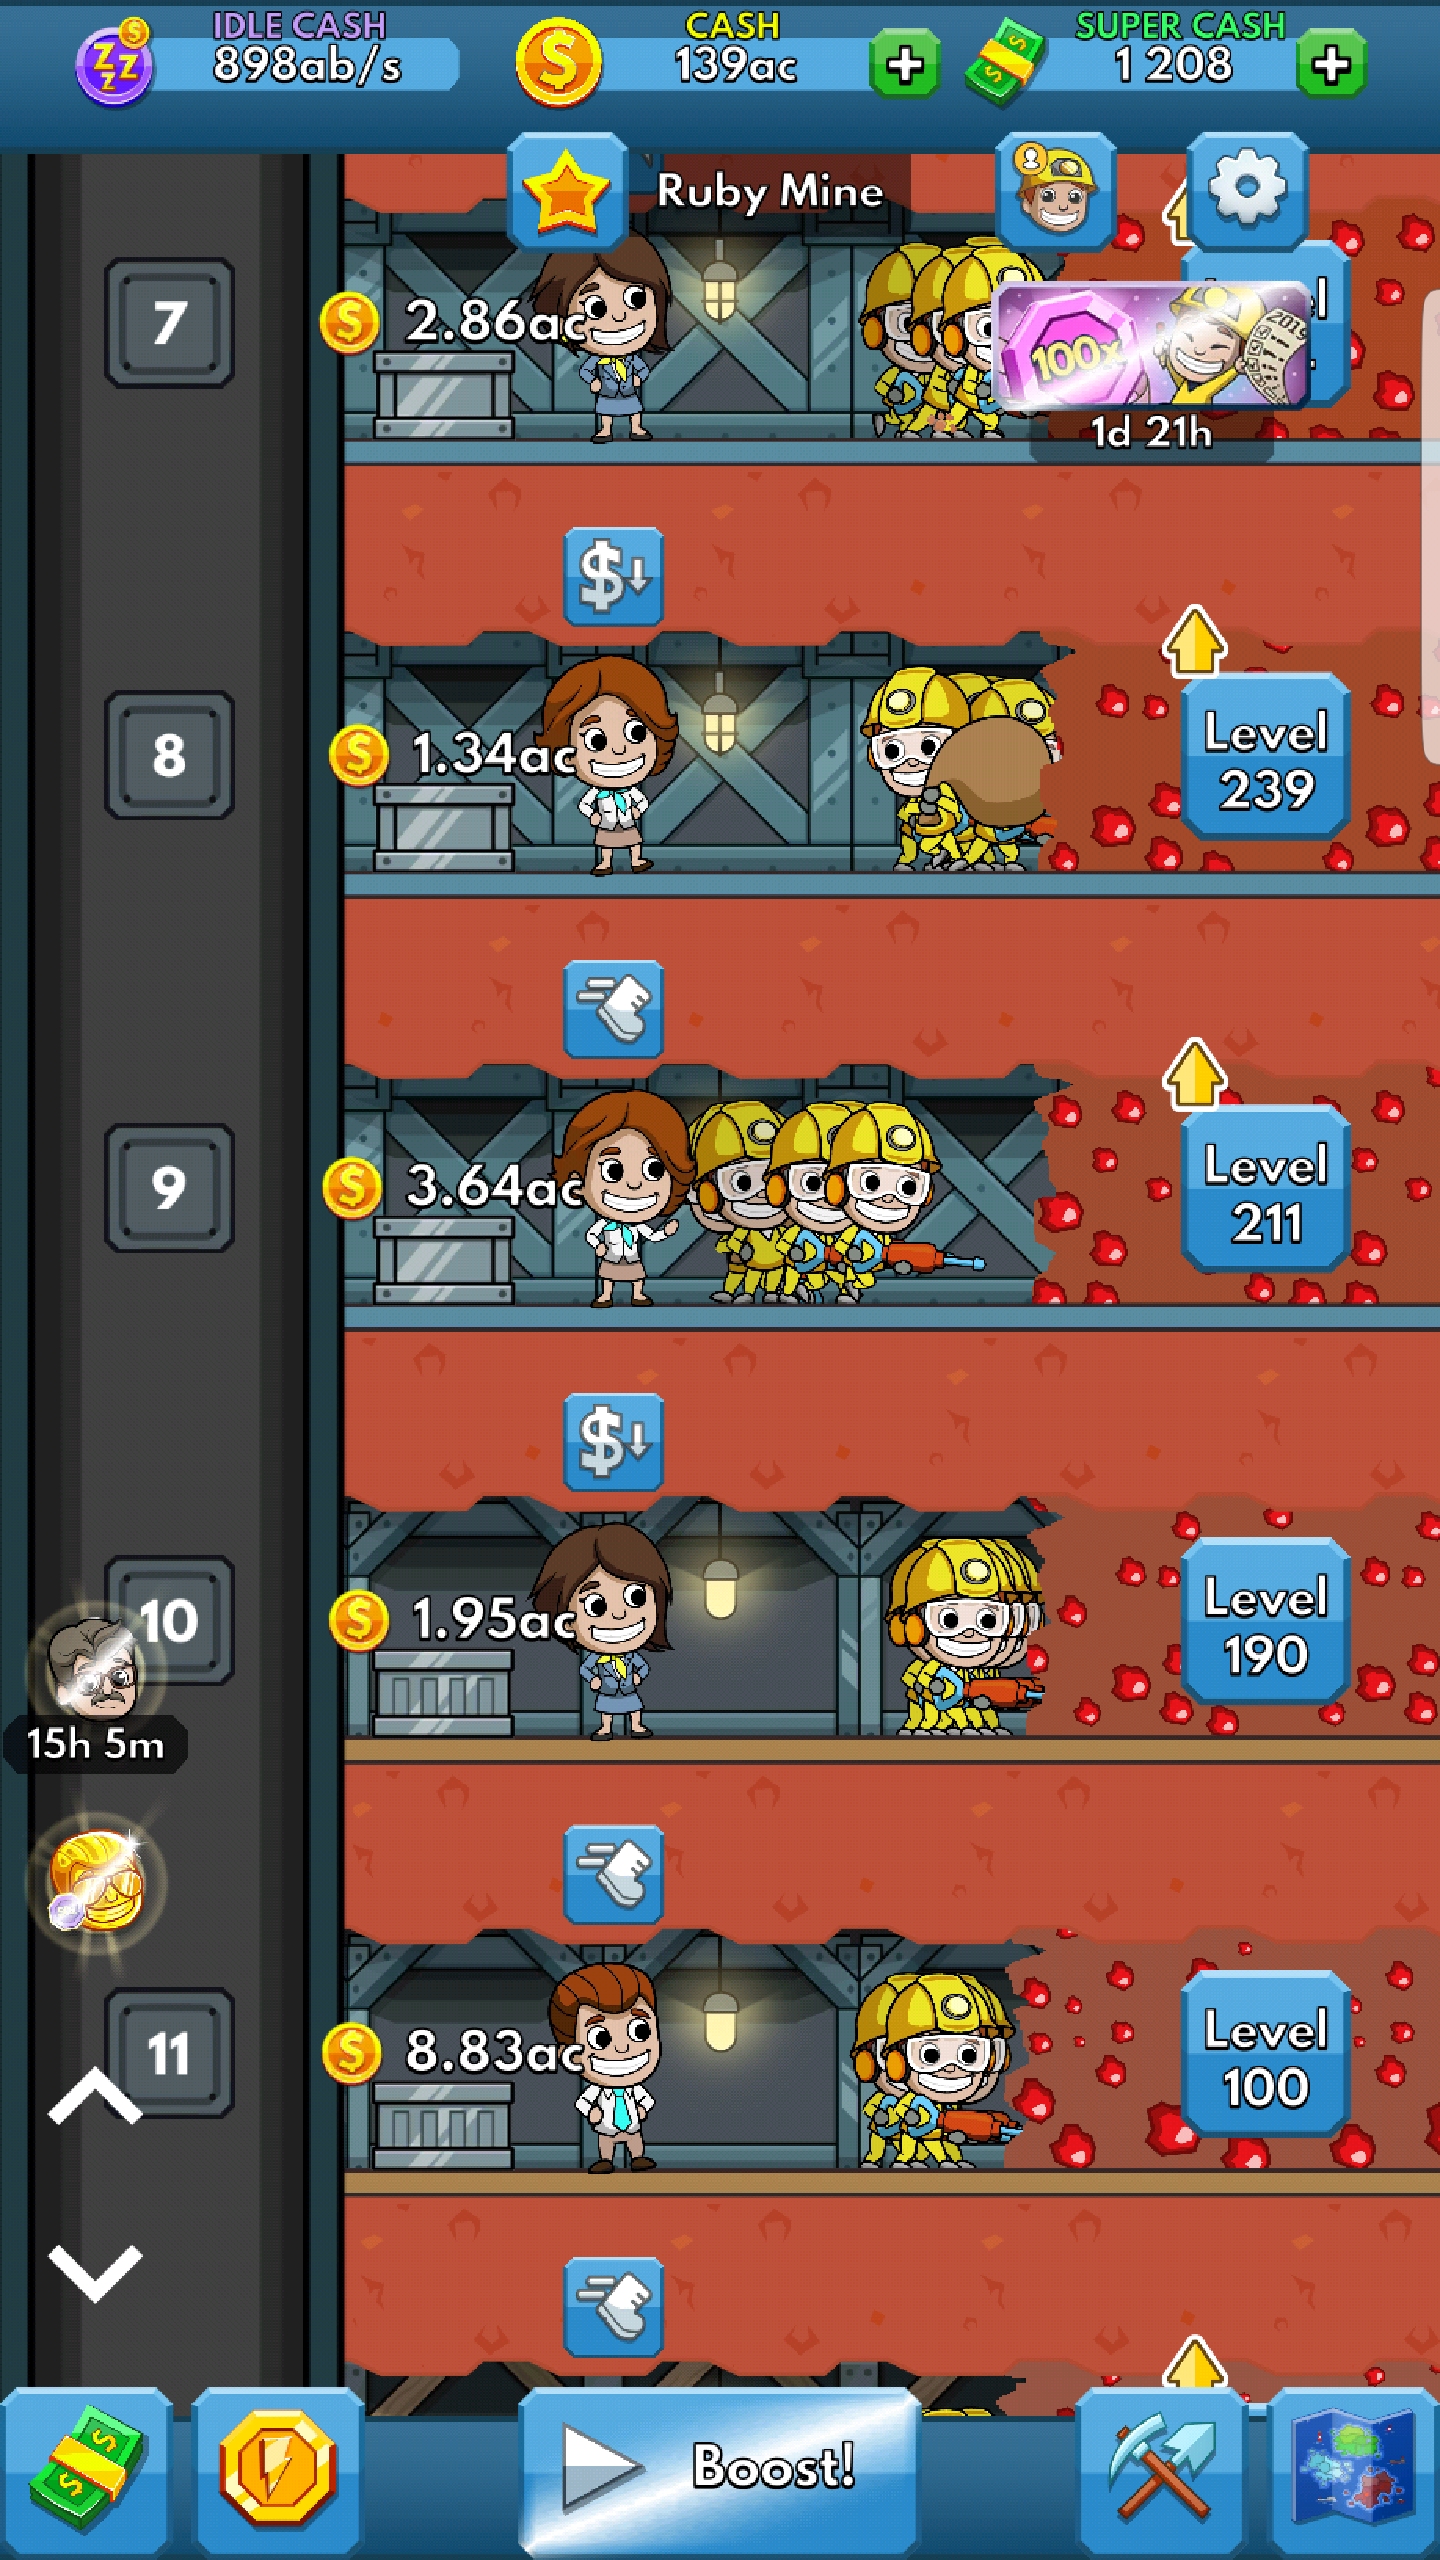 IDLE CASH
898ab/s
CASH
139ac
SUPER CASH
1 208
Ruby Mine
7
2.86ac
100x
1d 21h
8
1.34ac
Level
239
9
3.64ac
Level
211
10
1.95ac
Level
190
15h 5m
11
8.83ac
Level
100
Boost!